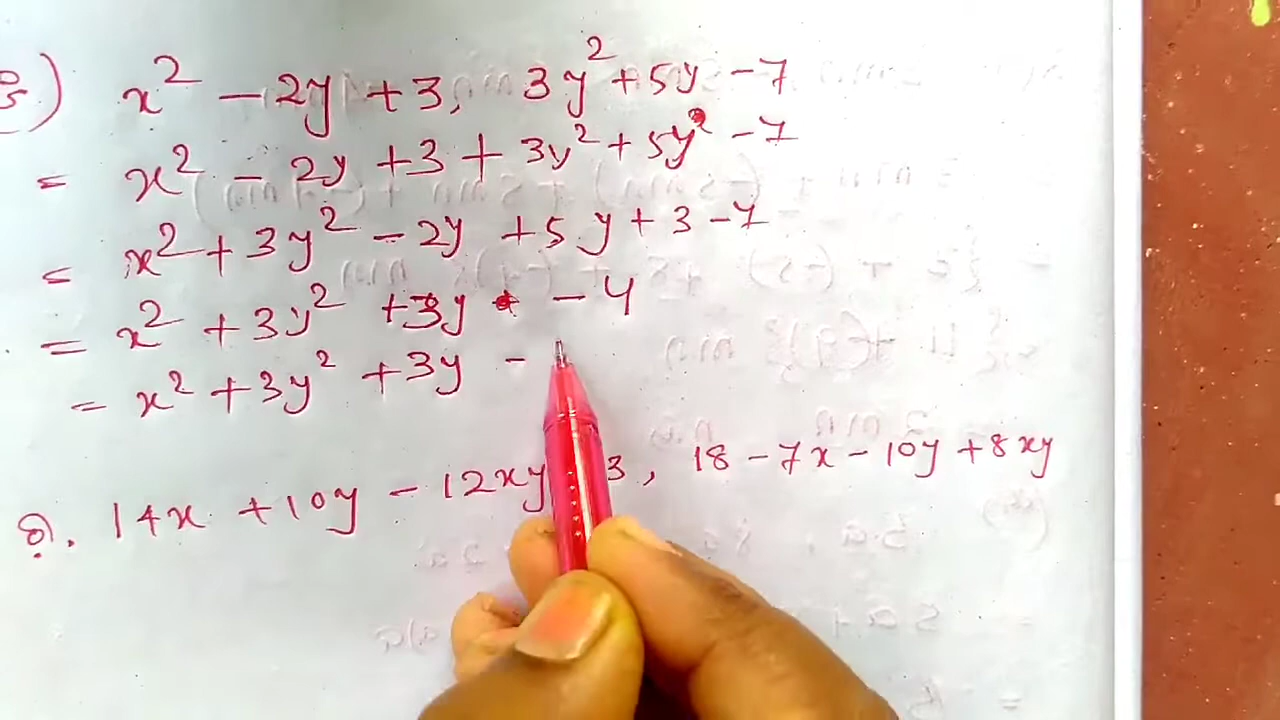 x² - 2y + 3, 3y² + 5y - 7
= x² - 2y + 3 + 3y² + 5y - 7
= x² + 3y² - 2y + 5y + 3 - 7
= x² + 3y² + 3y - 4
= x² + 3y² + 3y -
14x + 10y - 12xy 3, 18 - 7x - 10y + 8xy